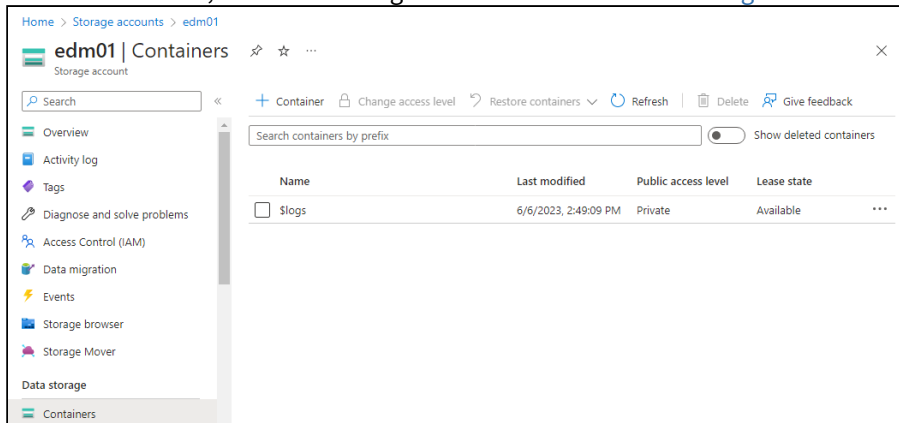 Home > Storage accounts > edm01
edm01 | Containers
Storage account
Search
+ Container Change access level Restore containers Refresh Delete Give feedback
Overview
Search containers by prefix Show deleted containers
Activity log
Tags
Name Last modified Public access level Lease state
Diagnose and solve problems
$logs 6/6/2023, 2:49:09 PM Private Available
Access Control (IAM)
Data migration
Events
Storage browser
Storage Mover
Data storage
Containers